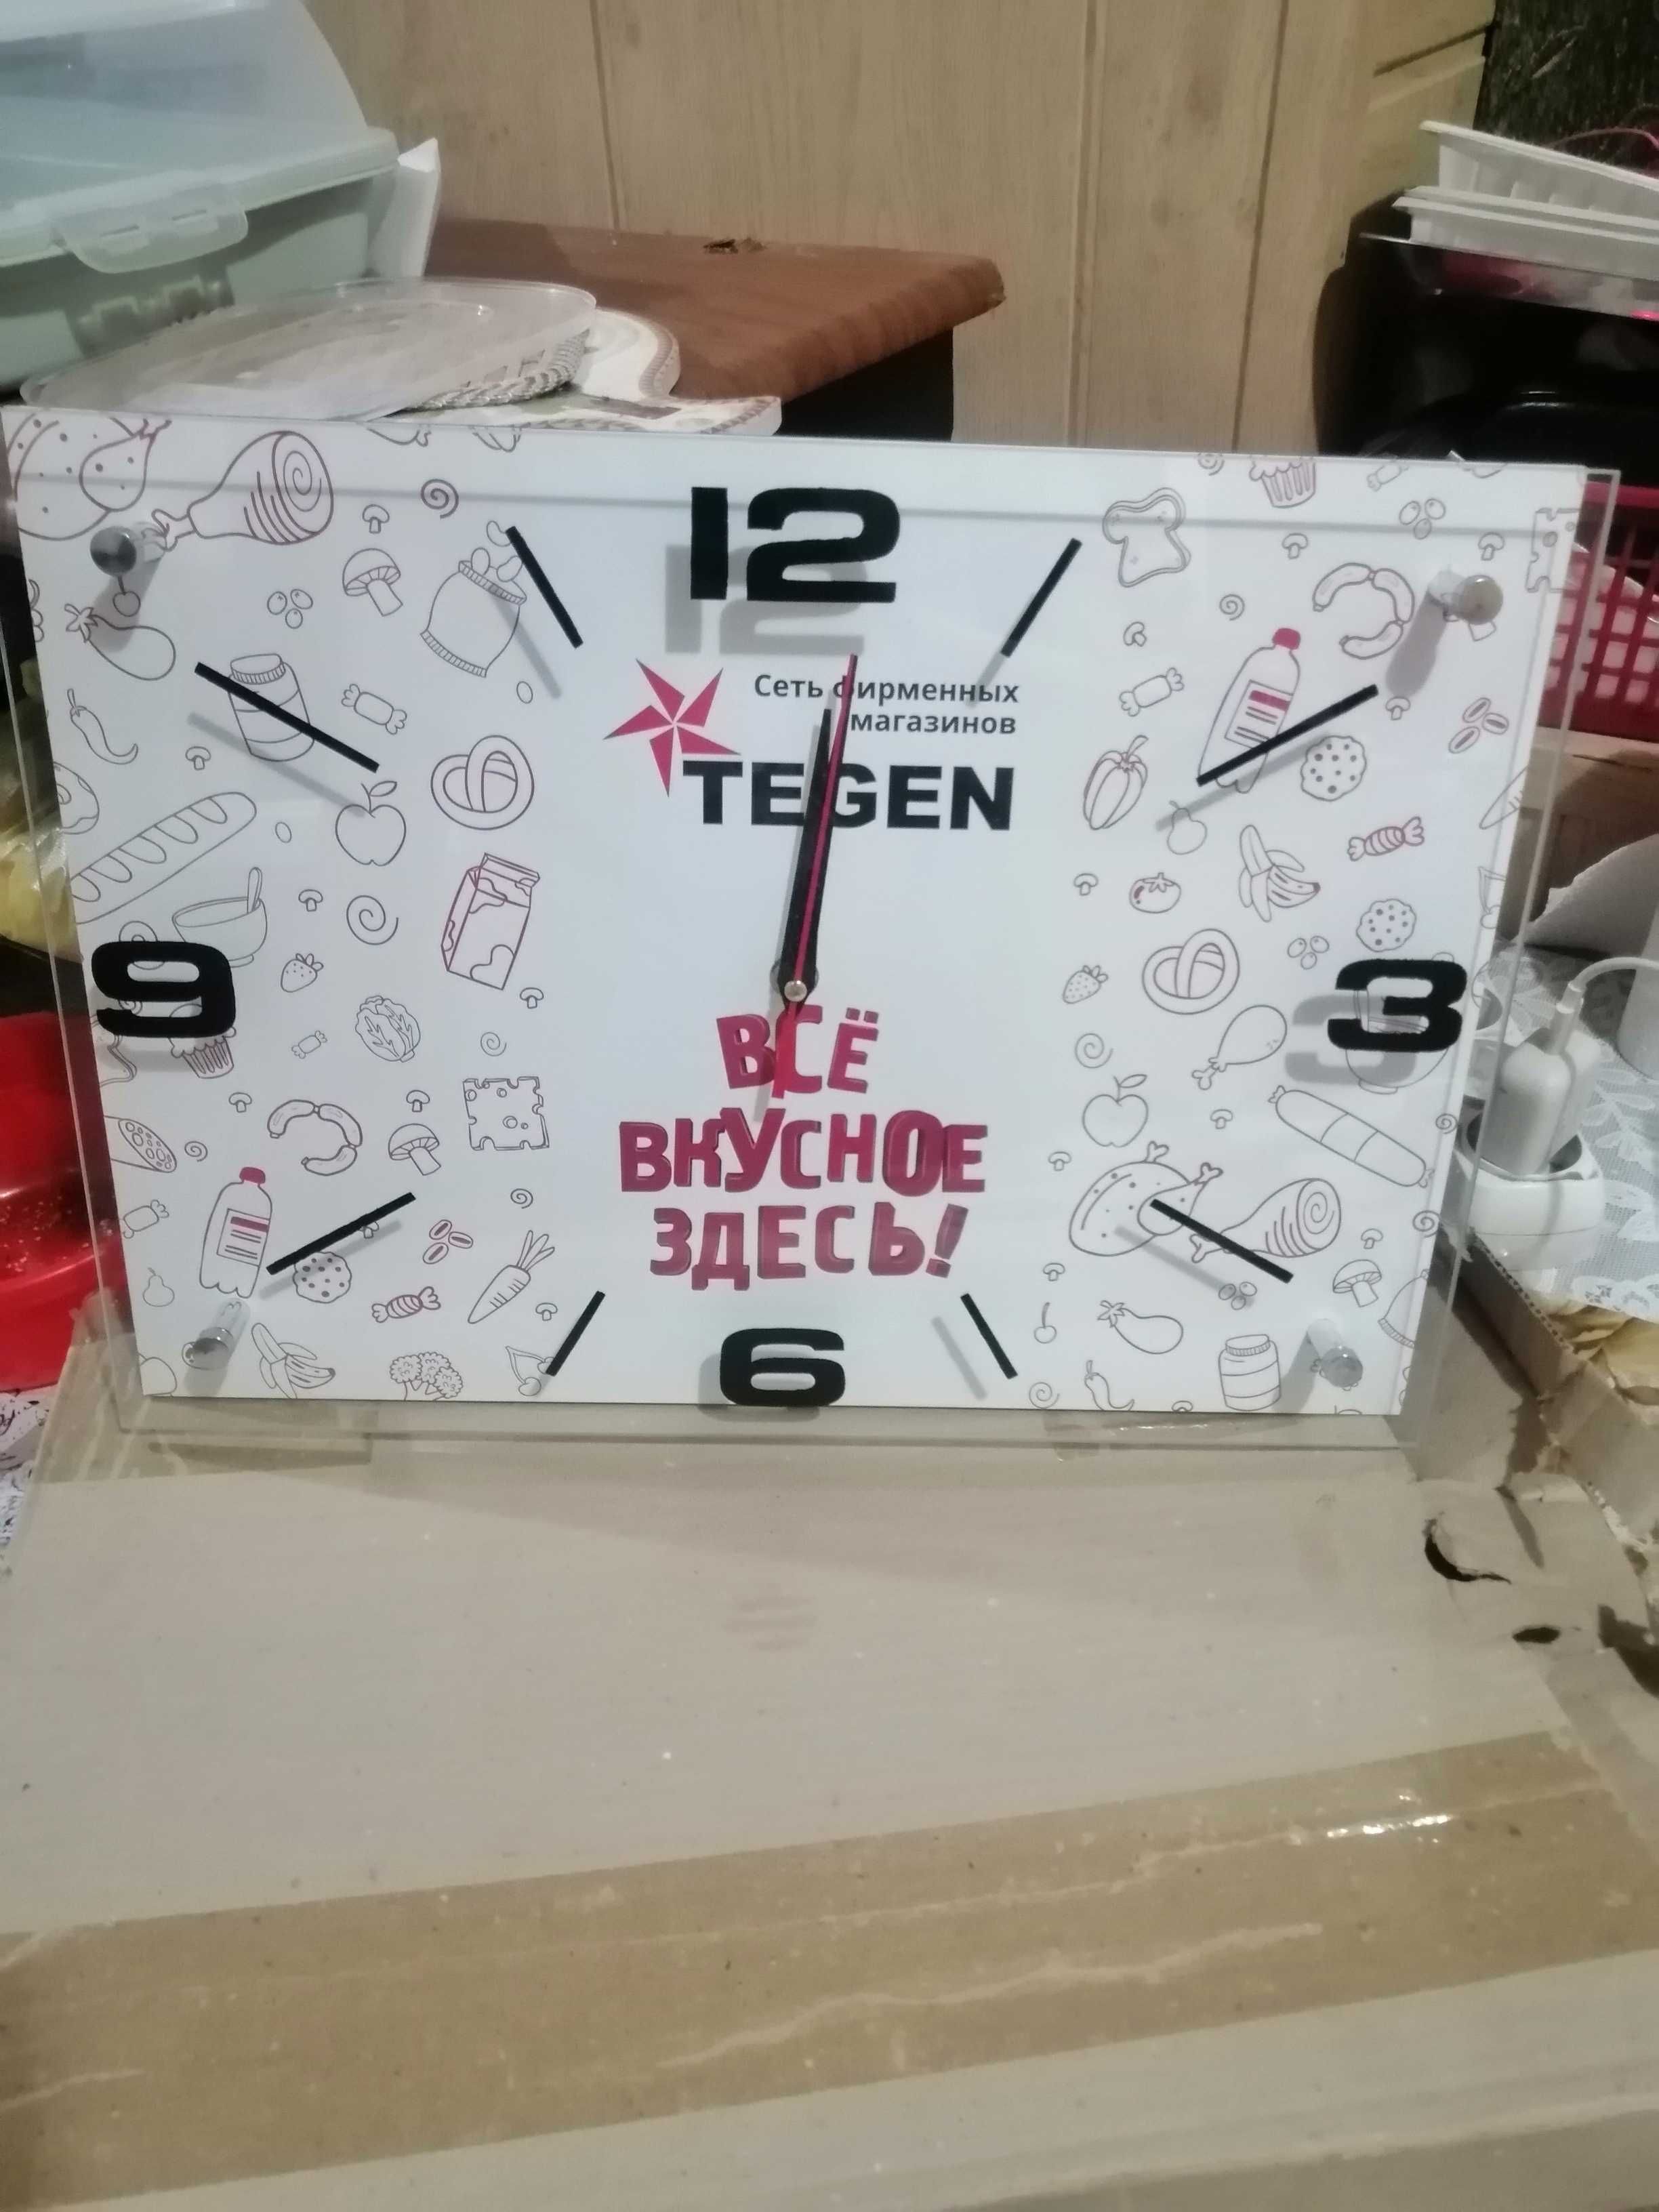 12
Сеть фирменных
магазинов
TEGEN
9
3
ВСЁ
ВКУСНОЕ
ЗДЕСЬ!
6